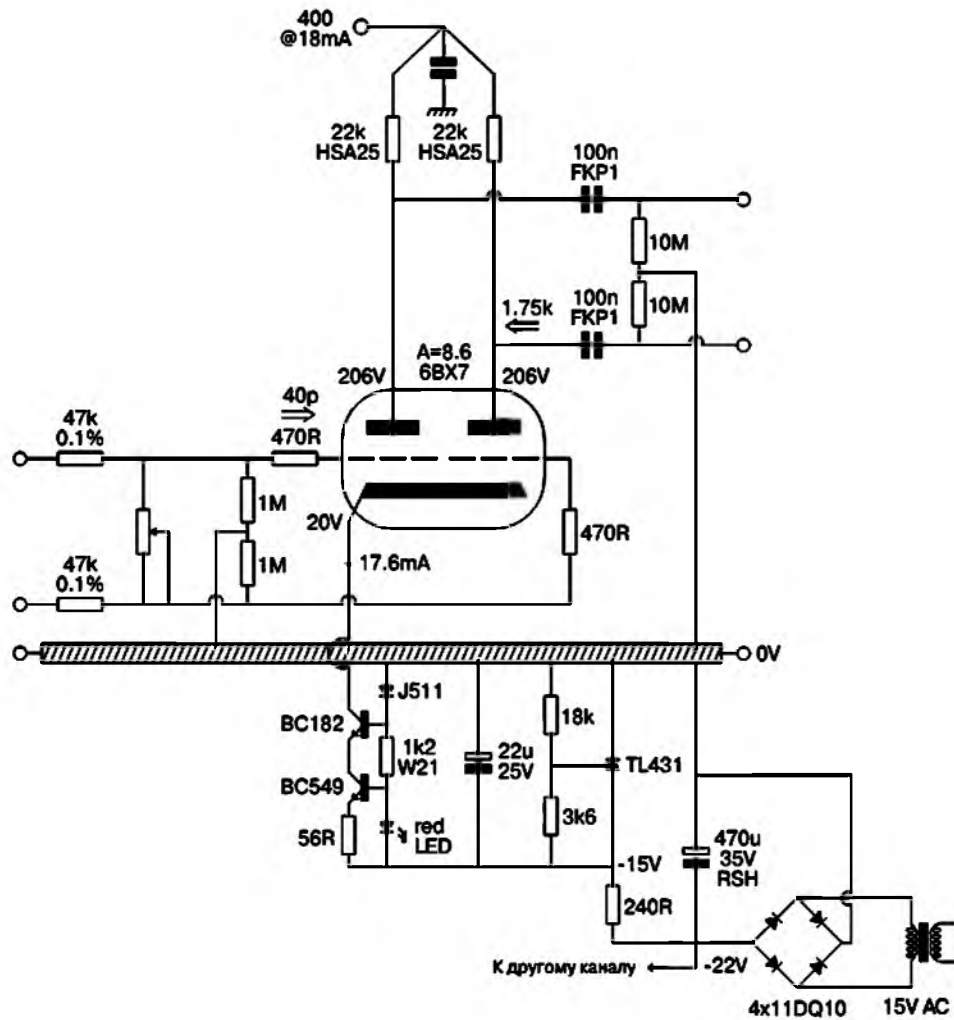 400
@18mA
22k
HSA25
22k
HSA25
100n
FKP1
10M
10M
1.75k
100n
FKP1
A=8.6
6BX7
206V
206V
40p
47k
0.1%
470R
1M
20V
470R
1M
17.6mA
47k
0.1%
0V
J511
BC182
18k
1k2
W21
22u
25V
TL431
BC549
3k6
56R
red
LED
470u
35V
RSH
-15V
240R
К другому каналу
-22V
4x11DQ10
15V AC